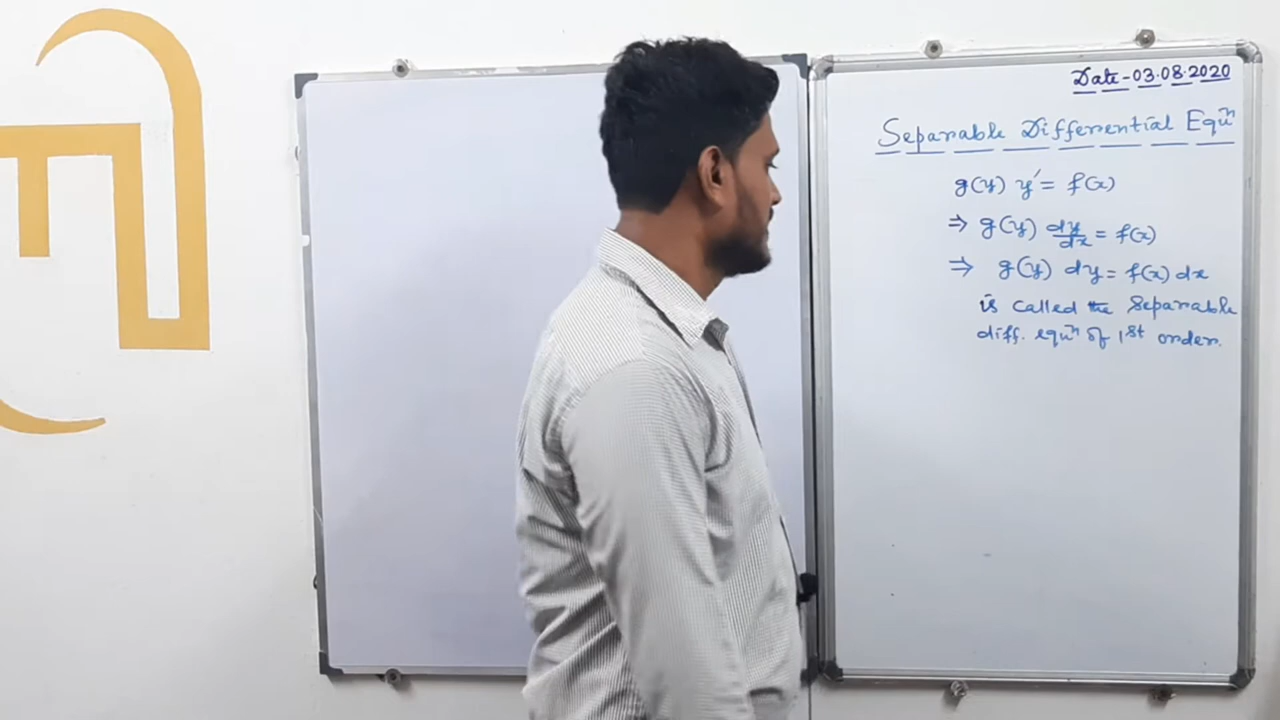 Date - 03.08.2020
Separable Differential Equⁿ
g(y) y' = f(x)
⇒ g(y) dy/dx = f(x)
⇒ g(y) dy = f(x) dx
is called the Separable
diff. equⁿ of 1st order.